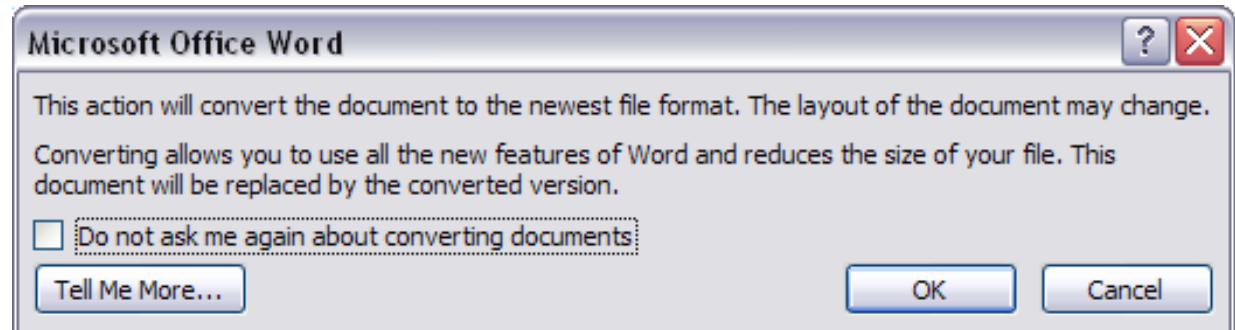 Microsoft Office Word
This action will convert the document to the newest file format. The layout of the document may change.
Converting allows you to use all the new features of Word and reduces the size of your file. This
document will be replaced by the converted version.
Do not ask me again about converting documents
Tell Me More... OK Cancel